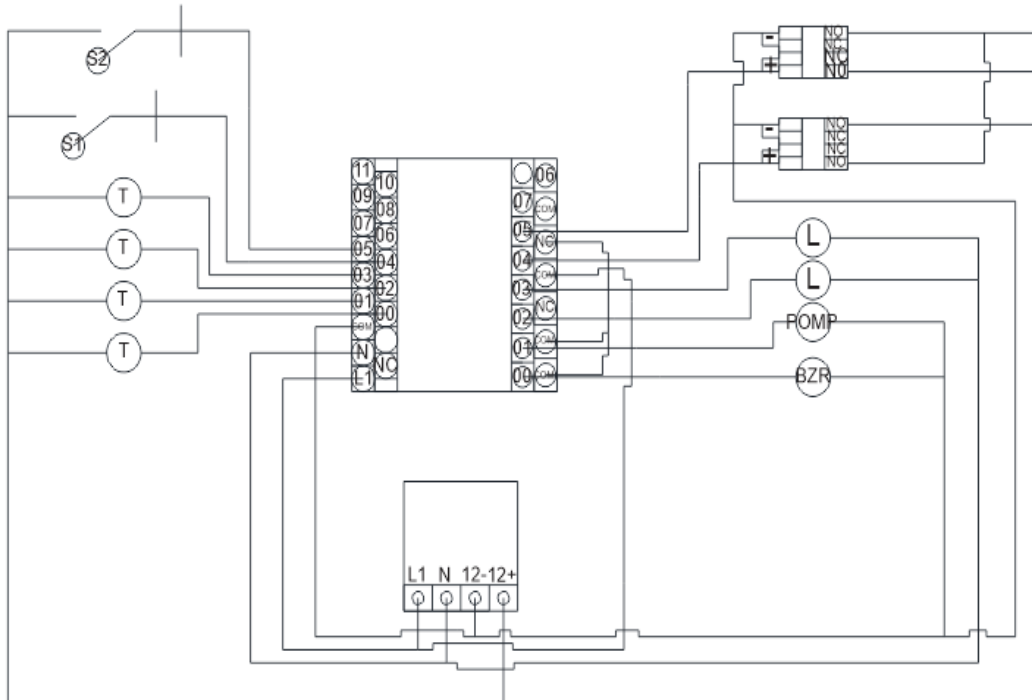 S2
S1
T
T
T
T
11
10
09
08
07
06
05
04
03
02
01
00
COM
N
NO
L1
06
07
COM
05
NC
04
COM
03
NC
02
COM
01
00
COM
-
+
NO
NC
NC
NO
-
+
NO
NC
NC
NO
L
L
POMP
BZR
L1 N 12- 12+